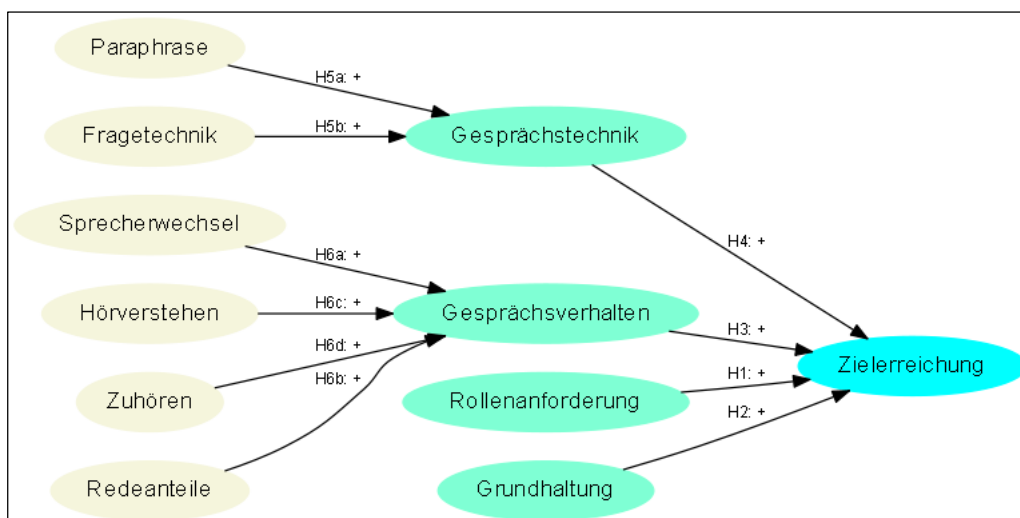 Paraphrase
H5a: +
Fragetechnik
H5b: +
Gesprächstechnik
Sprecherwechsel
H4: +
H6a: +
Hörverstehen
H6c: +
Gesprächsverhalten
H3: +
H6d: +
Zielerreichung
H1: +
H6b: +
Zuhören
Rollenanforderung
H2: +
Redeanteile
Grundhaltung